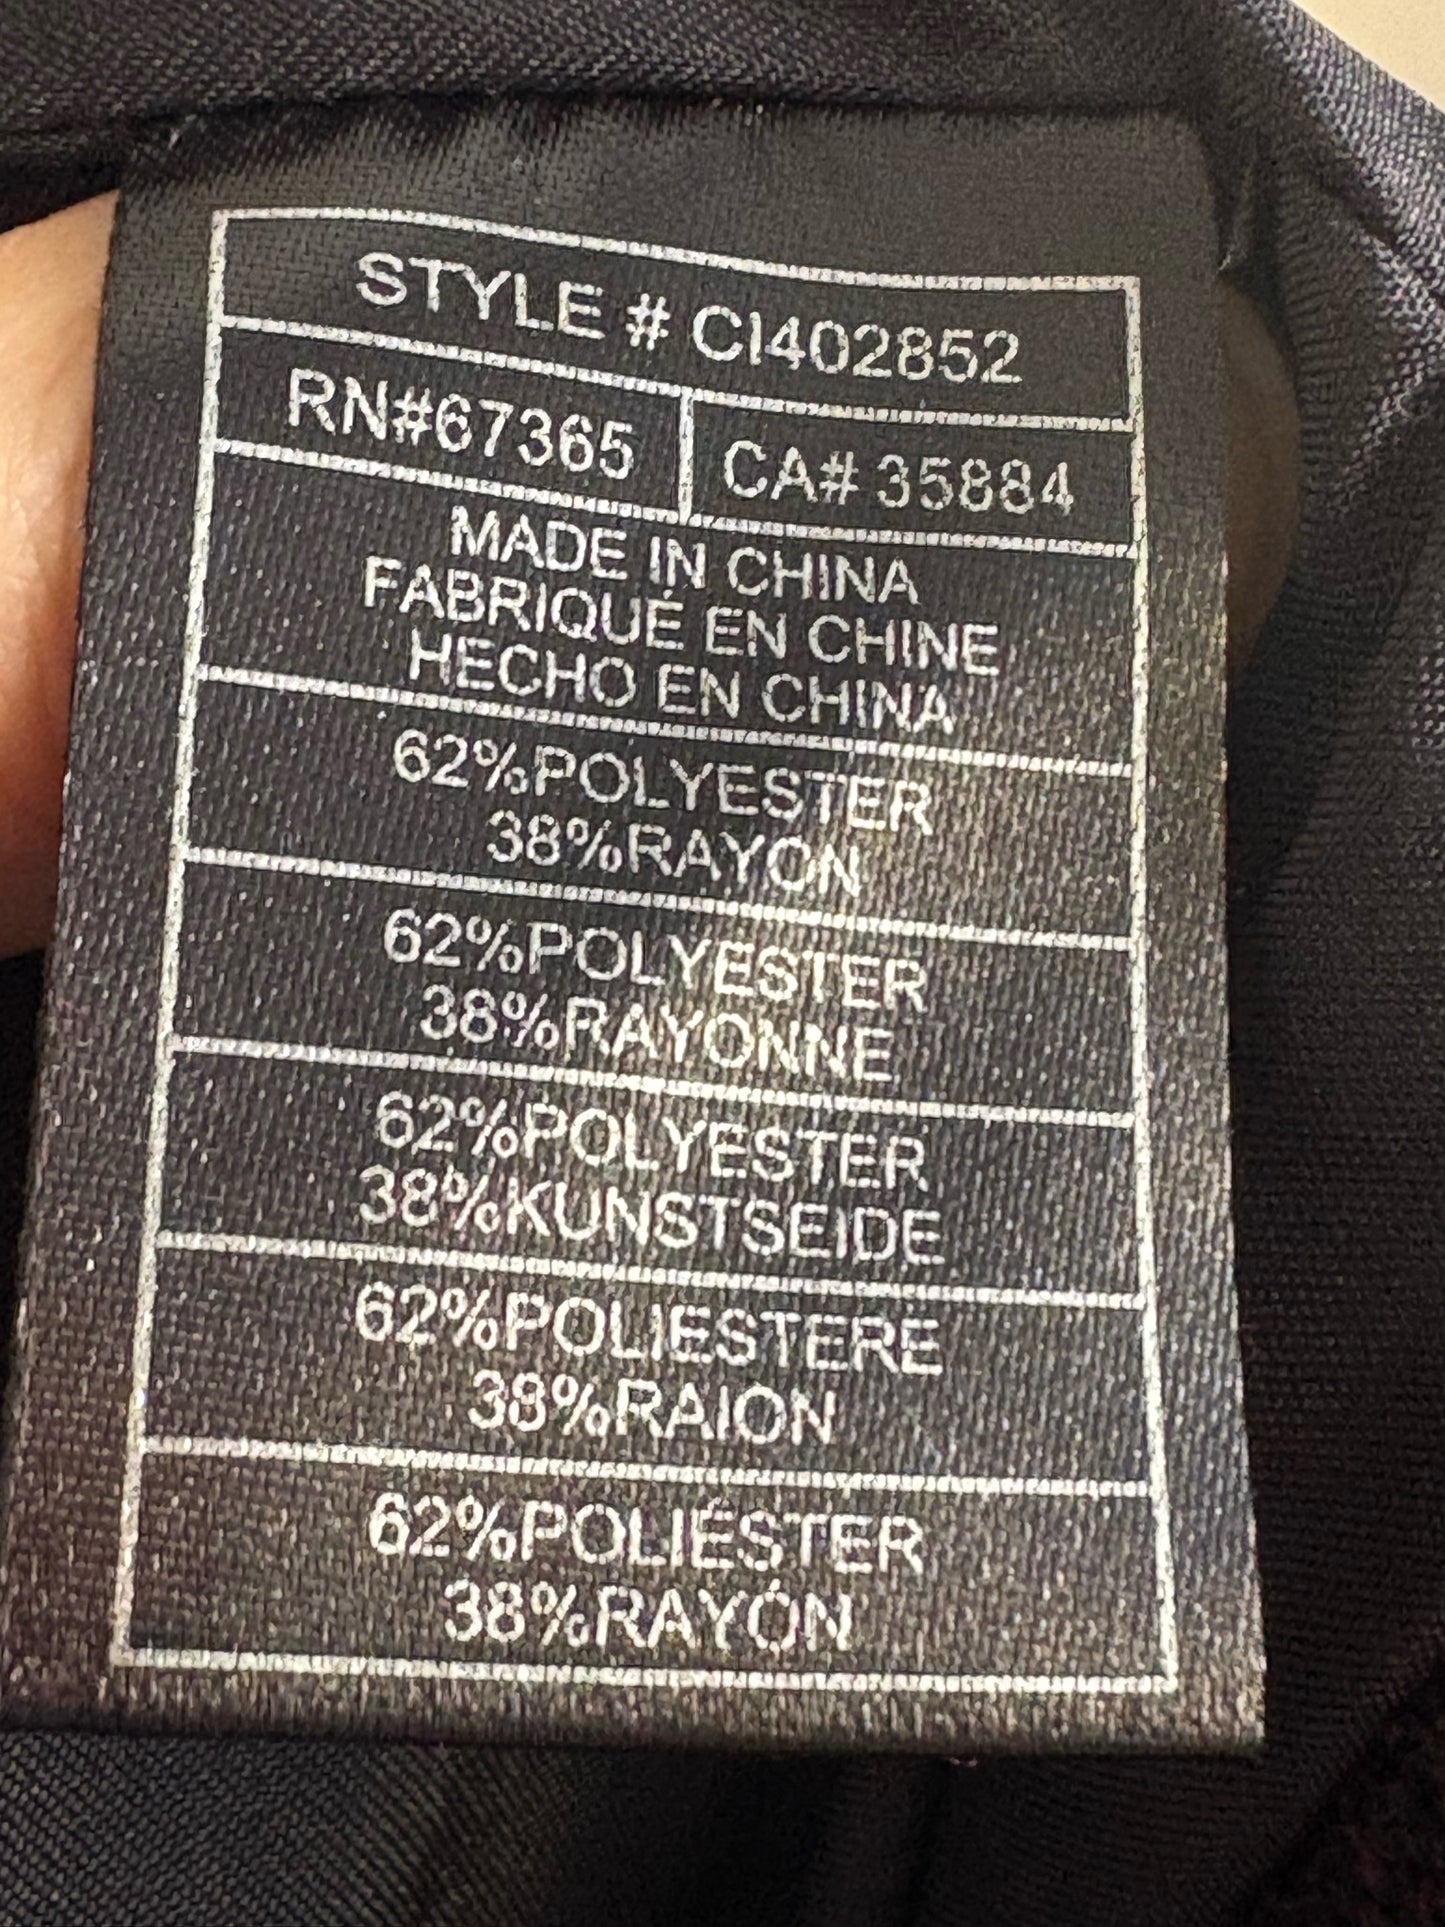 STYLE # CI402852
RN#67365 CA# 35884
MADE IN CHINA
FABRIQUÉ EN CHINE
HECHO EN CHINA
62%POLYESTER
38%RAYON
62%POLYESTER
38%RAYONNE
62%POLYESTER
38%KUNSTSEIDE
62%POLIESTERE
38%RAION
62%POLIÉSTER
38%RAYÓN